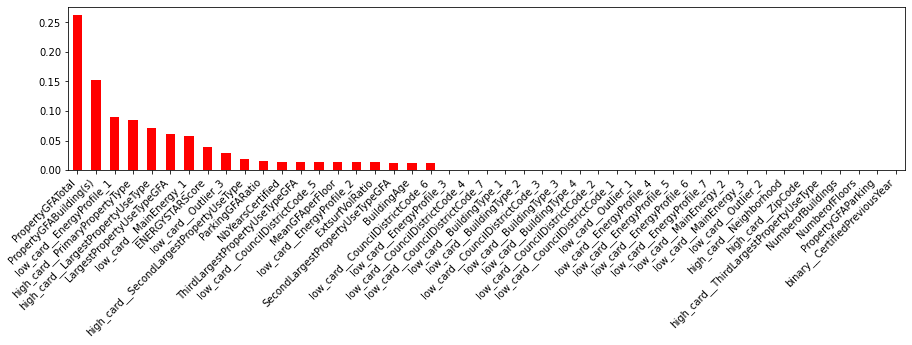 0.25
0.20
0.15
0.10
0.05
0.00
PropertyGFATotal
PropertyGFABuilding(s)
low_card__EnergyProfile_1
high_card__PrimaryPropertyType
high_card__LargestPropertyUseType
LargestPropertyUseTypeGFA
low_card__MainEnergy_1
ENERGYSTARScore
low_card__Outlier_3
high_card__SecondLargestPropertyUseType
ParkingGFARatio
NbYearsCertified
ThirdLargestPropertyUseTypeGFA
low_card__CouncilDistrictCode_5
MeanGFAperFloor
low_card__EnergyProfile_2
ExtsurfVolRatio
SecondLargestPropertyUseTypeGFA
BuildingAge
low_card__CouncilDistrictCode_6
low_card__EnergyProfile_3
low_card__CouncilDistrictCode_4
low_card__CouncilDistrictCode_7
low_card__BuildingType_1
low_card__BuildingType_2
low_card__CouncilDistrictCode_3
low_card__BuildingType_3
low_card__BuildingType_4
low_card__CouncilDistrictCode_2
low_card__CouncilDistrictCode_1
low_card__Outlier_1
low_card__EnergyProfile_4
low_card__EnergyProfile_5
low_card__EnergyProfile_6
low_card__EnergyProfile_7
low_card__MainEnergy_2
low_card__MainEnergy_3
low_card__Outlier_2
high_card__Neighborhood
high_card__ZipCode
high_card__ThirdLargestPropertyUseType
NumberofBuildings
NumberofFloors
PropertyGFAParking
binary__CertifiedPreviousYear